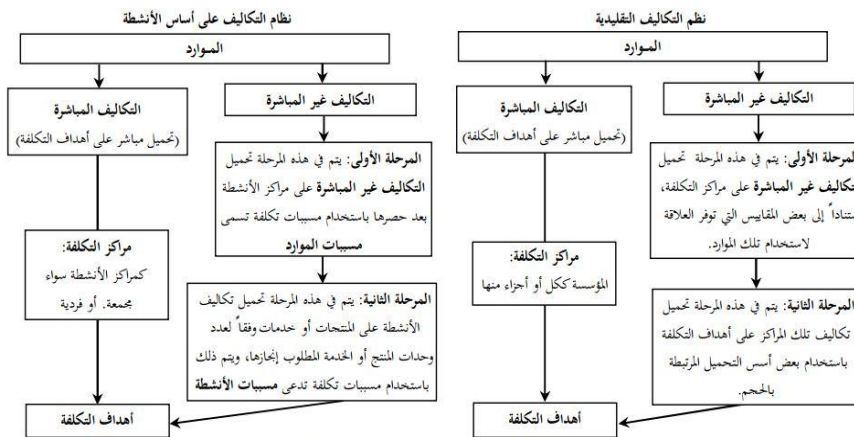 نظم التكاليف التقليدية
الموارد
التكاليف غير المباشرة
المرحلة الأولى: يتم في هذه المرحلة تحميل
تكاليف غير المباشرة على مراكز التكلفة،
ستناداً إلى بعض المقاييس التي توفر العلاقة
لاستخدام تلك الموارد.
المرحلة الثانية: يتم في هذه المرحلة تحميل
تكاليف تلك المراكز على أهداف التكلفة
باستخدام بعض أسس التحميل المرتبطة
بالحجم.
التكاليف المباشرة
(تحميل مباشر على أهداف التكلفة)
مراكز التكلفة:
المؤسسة ككل أو أجزاء منها
أهداف التكلفة
نظام التكاليف على أساس الأنشطة
الموارد
التكاليف غير المباشرة
المرحلة الأولى: يتم في هذه المرحلة تحميل
التكاليف غير المباشرة على مراكز الأنشطة
بعد حصرها باستخدام مسببات تكلفة تسمى
مسببات الموارد
المرحلة الثانية: يتم في هذه المرحلة تحميل تكاليف
الأنشطة على المنتجات أو خدمات وفقاً لعدد
وحدات المنتج أو الخدمة المطلوب إنجازها، ويتم ذلك
باستخدام مسببات تكلفة تدعى مسببات الأنشطة
التكاليف المباشرة
(تحميل مباشر على أهداف التكلفة)
مراكز التكلفة:
كمراكز الأنشطة سواء
مجمعة. أو فردية
أهداف التكلفة